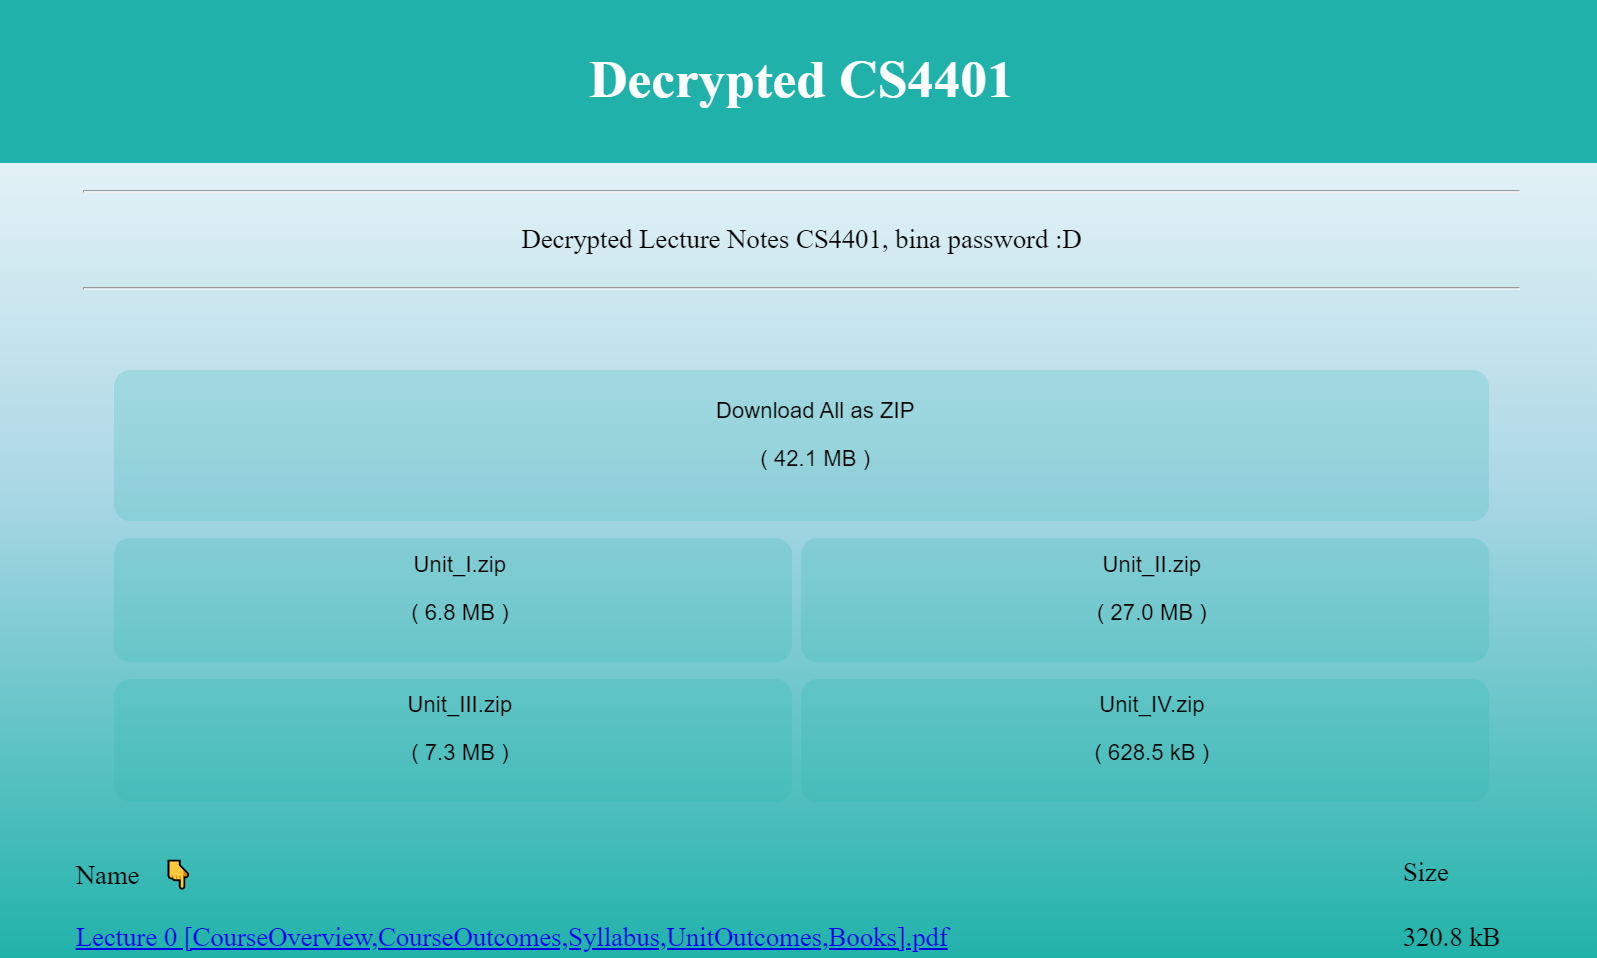 Decrypted CS4401
Decrypted Lecture Notes CS4401, bina password :D
Download All as ZIP
( 42.1 MB )
Unit_I.zip
( 6.8 MB )
Unit_II.zip
( 27.0 MB )
Unit_III.zip
( 7.3 MB )
Unit_IV.zip
( 628.5 kB )
Name 👇 Size
Lecture 0 [CourseOverview,CourseOutcomes,Syllabus,UnitOutcomes,Books].pdf 320.8 kB